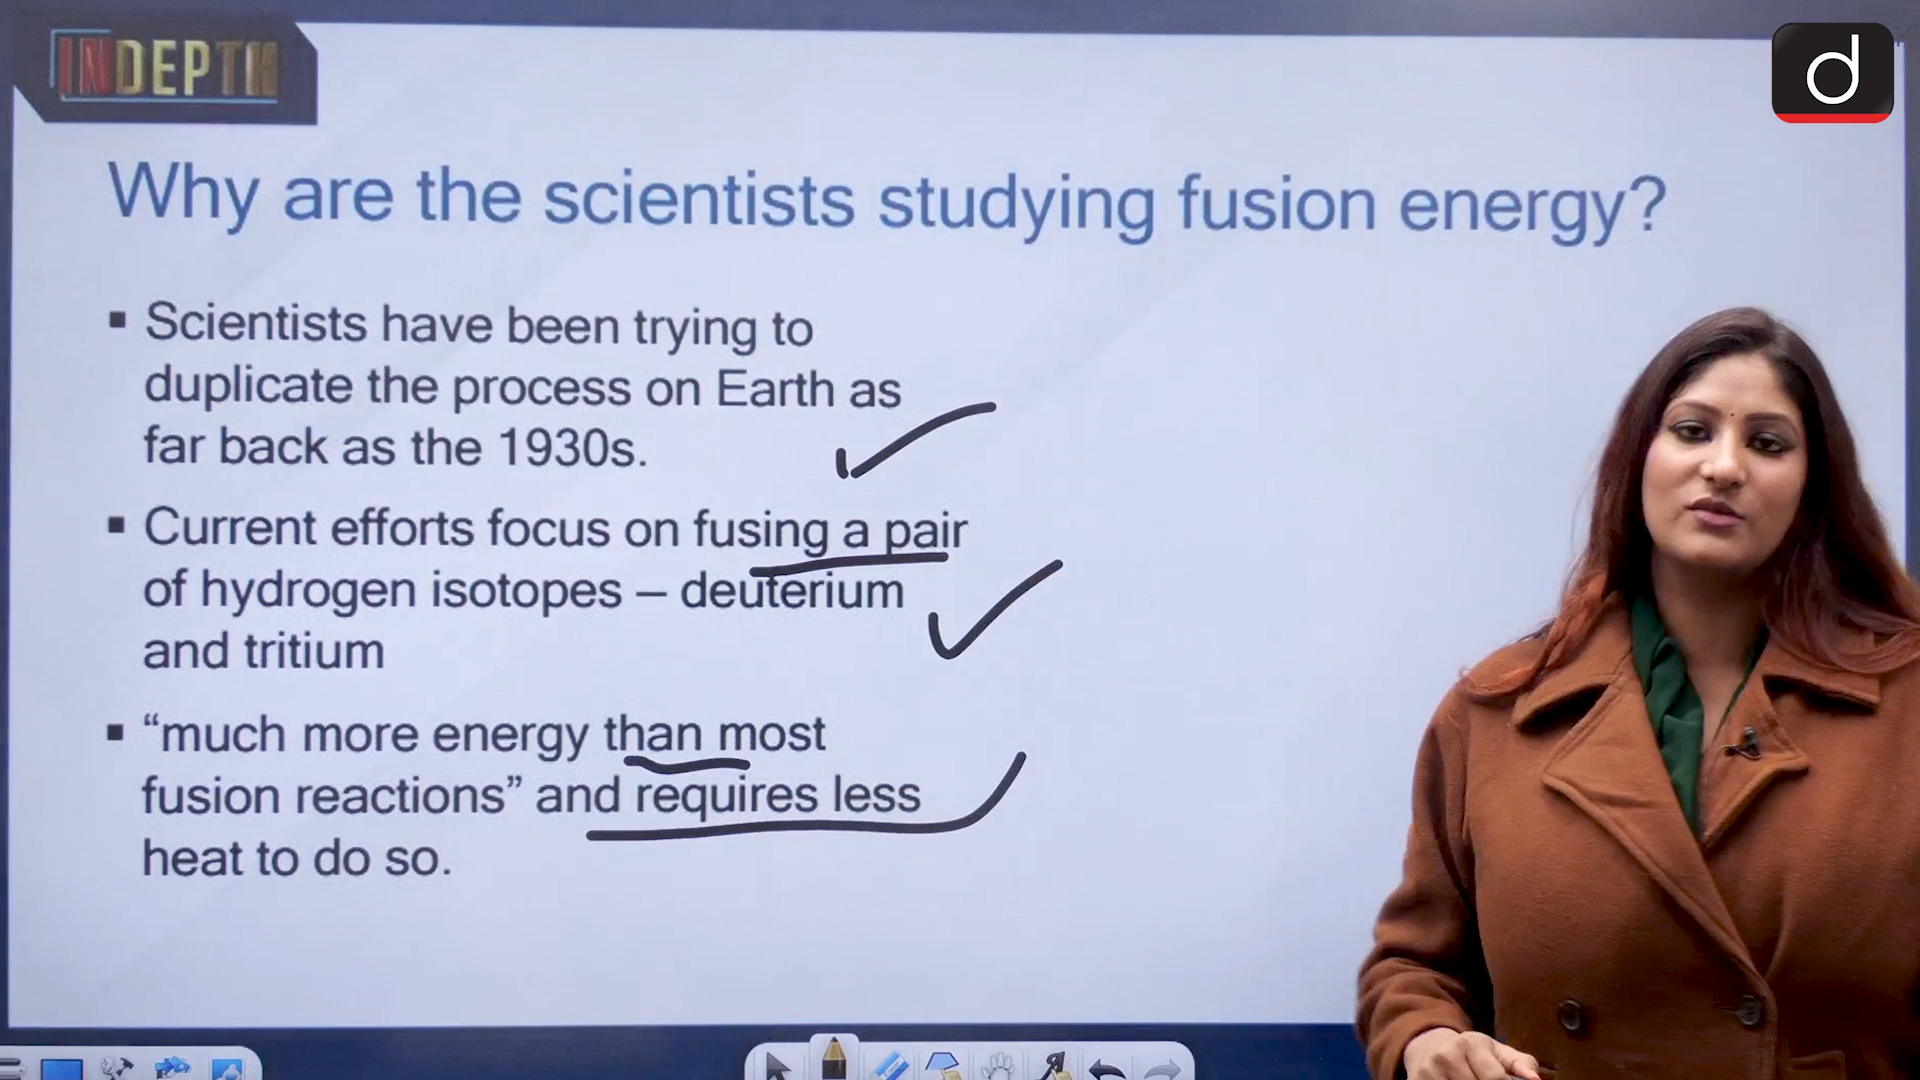 INDEPTH
d
Why are the scientists studying fusion energy?
▪ Scientists have been trying to
duplicate the process on Earth as
far back as the 1930s.
▪ Current efforts focus on fusing a pair
of hydrogen isotopes – deuterium
and tritium
▪ “much more energy than most
fusion reactions” and requires less
heat to do so.